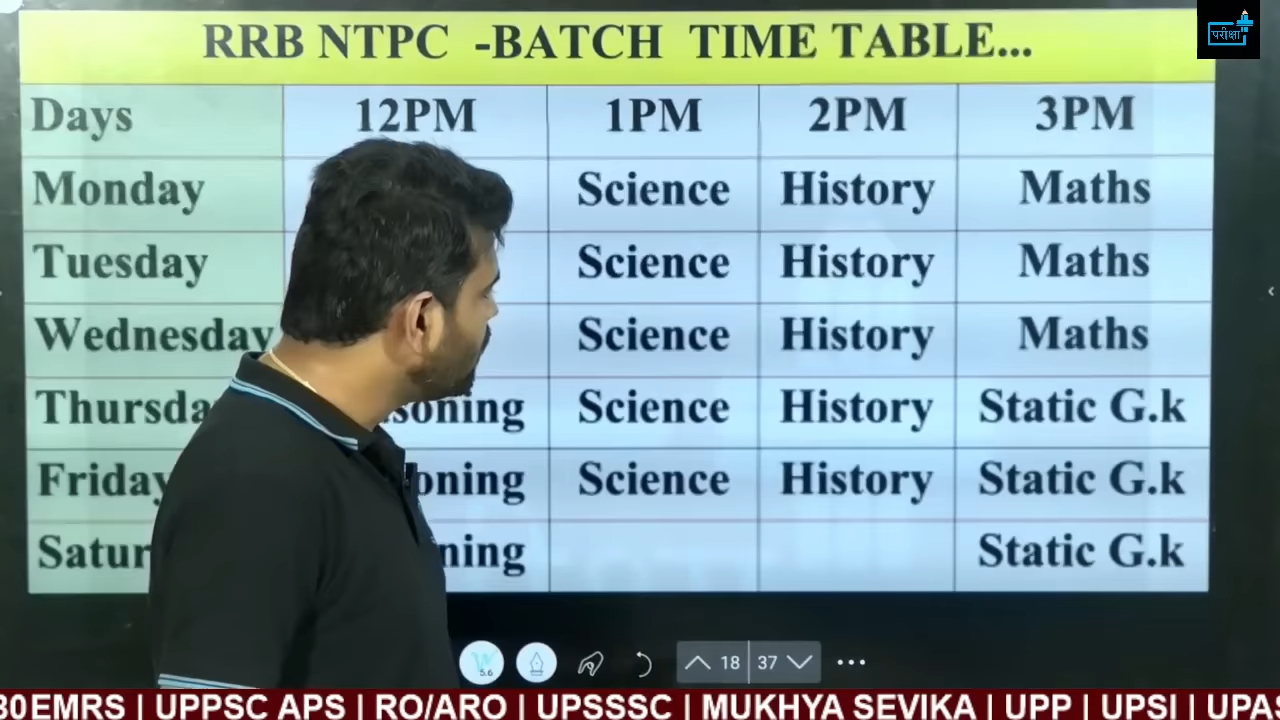 परीक्षा
RRB NTPC -BATCH TIME TABLE...
Days 12PM 1PM 2PM 3PM
Monday Science History Maths
Tuesday Science History Maths
Wednesday Science History Maths
Thursda soning Science History Static G.k
Friday oning Science History Static G.k
Satur ning Static G.k
5.6 18 37
30EMRS | UPPSC APS | RO/ARO | UPSSSC | MUKHYA SEVIKA | UPP | UPSI | UPAS